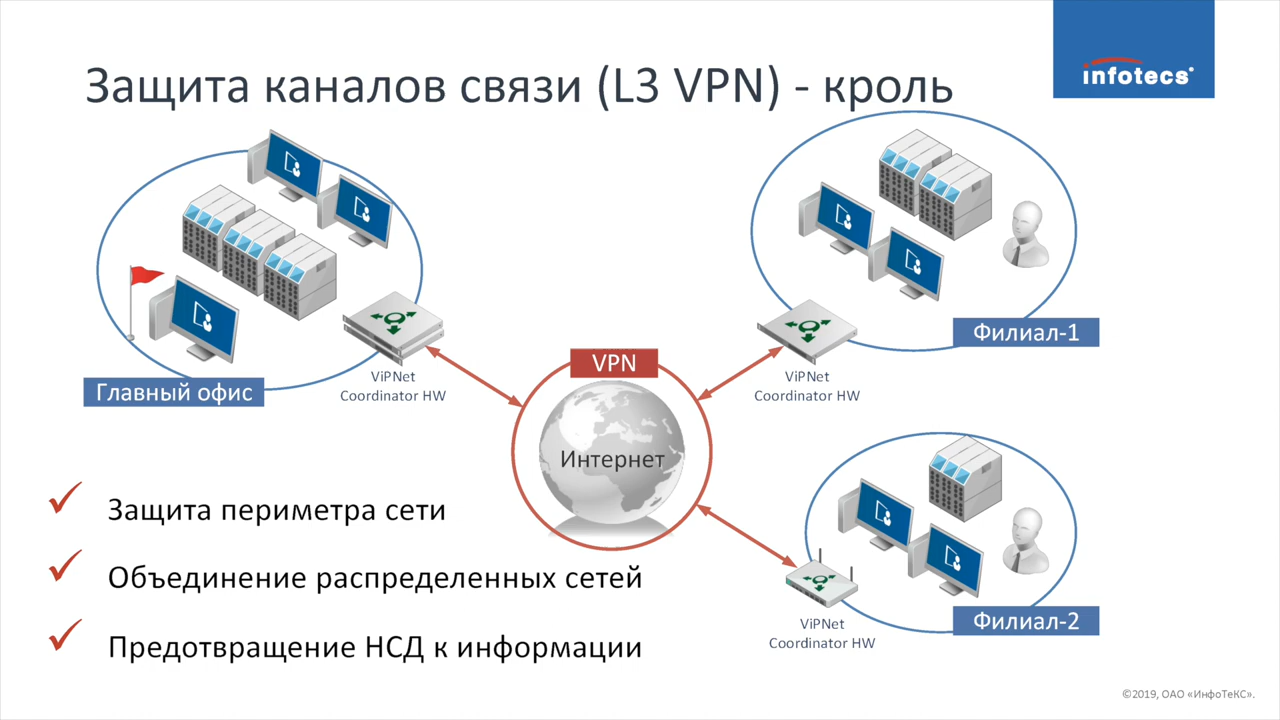 Защита каналов связи (L3 VPN) - кроль
infotecs
Главный офис
ViPNet
Coordinator HW
VPN
Интернет
ViPNet
Coordinator HW
Филиал-1
Защита периметра сети
Объединение распределенных сетей
Предотвращение НСД к информации
ViPNet
Coordinator HW
Филиал-2
©2019, ОАО «ИнфоТеКС».